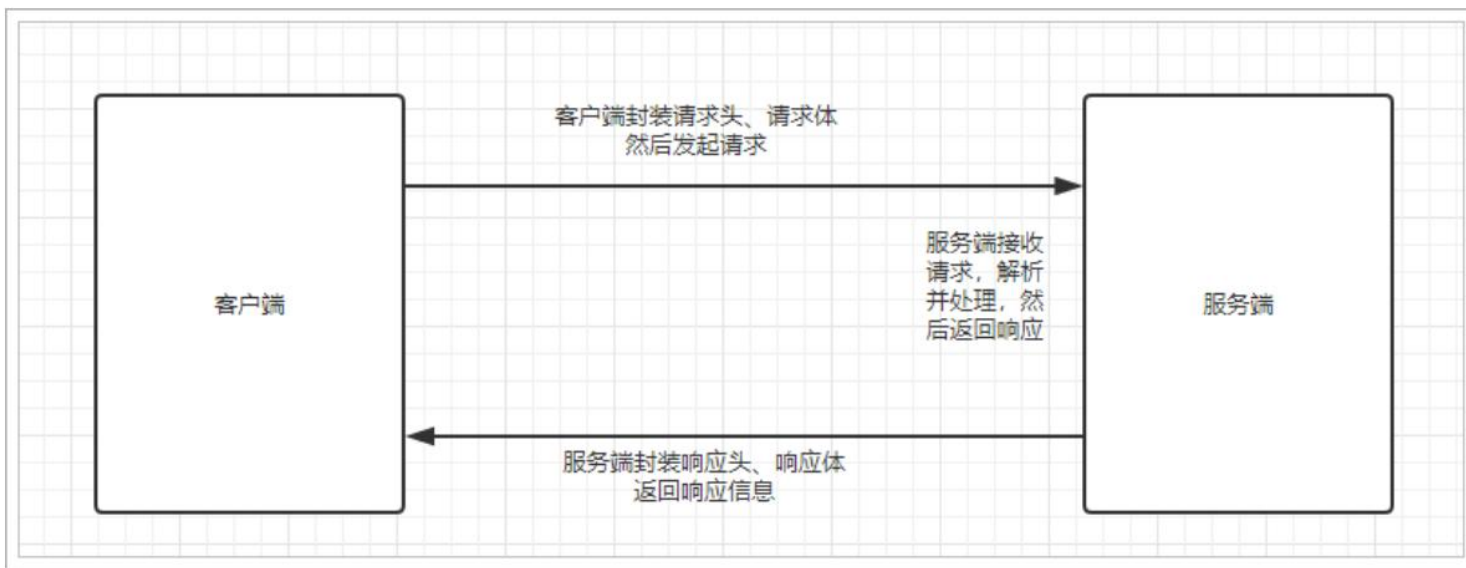 客户端封装请求头、请求体
然后发起请求
服务端接收
请求，解析
并处理，然
后返回响应
客户端
服务端
服务端封装响应头、响应体
返回响应信息